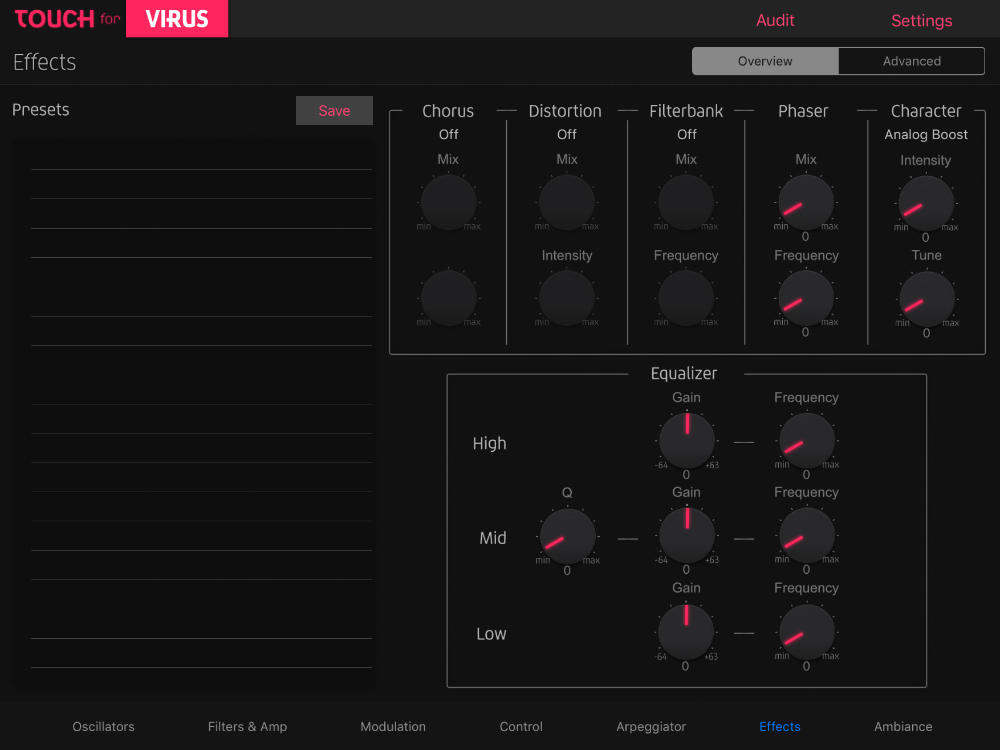 TOUCH for VIRUS
Audit
Settings
Effects
Overview
Advanced
Presets
Save
Chorus
Distortion
Filterbank
Phaser
Character
Off
Off
Off
Analog Boost
Mix
Mix
Mix
Mix
Intensity
min max
min max
min max
min max
min max
0
0
Intensity
Frequency
Frequency
Tune
min max
min max
min max
min max
min max
0
0
Equalizer
Gain
Frequency
High
-64 +63
min max
0
0
Q
Gain
Frequency
Mid
min max
-64 +63
min max
0
0
0
Gain
Frequency
Low
-64 +63
min max
0
0
Oscillators
Filters & Amp
Modulation
Control
Arpeggiator
Effects
Ambiance